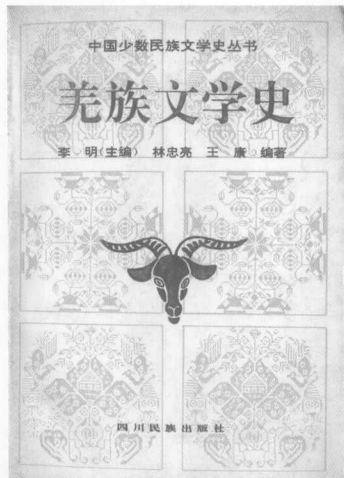 中国少数民族文学史丛书
羌族文学史
李 明(主编) 林忠亮 王 康 编著
四川民族出版社